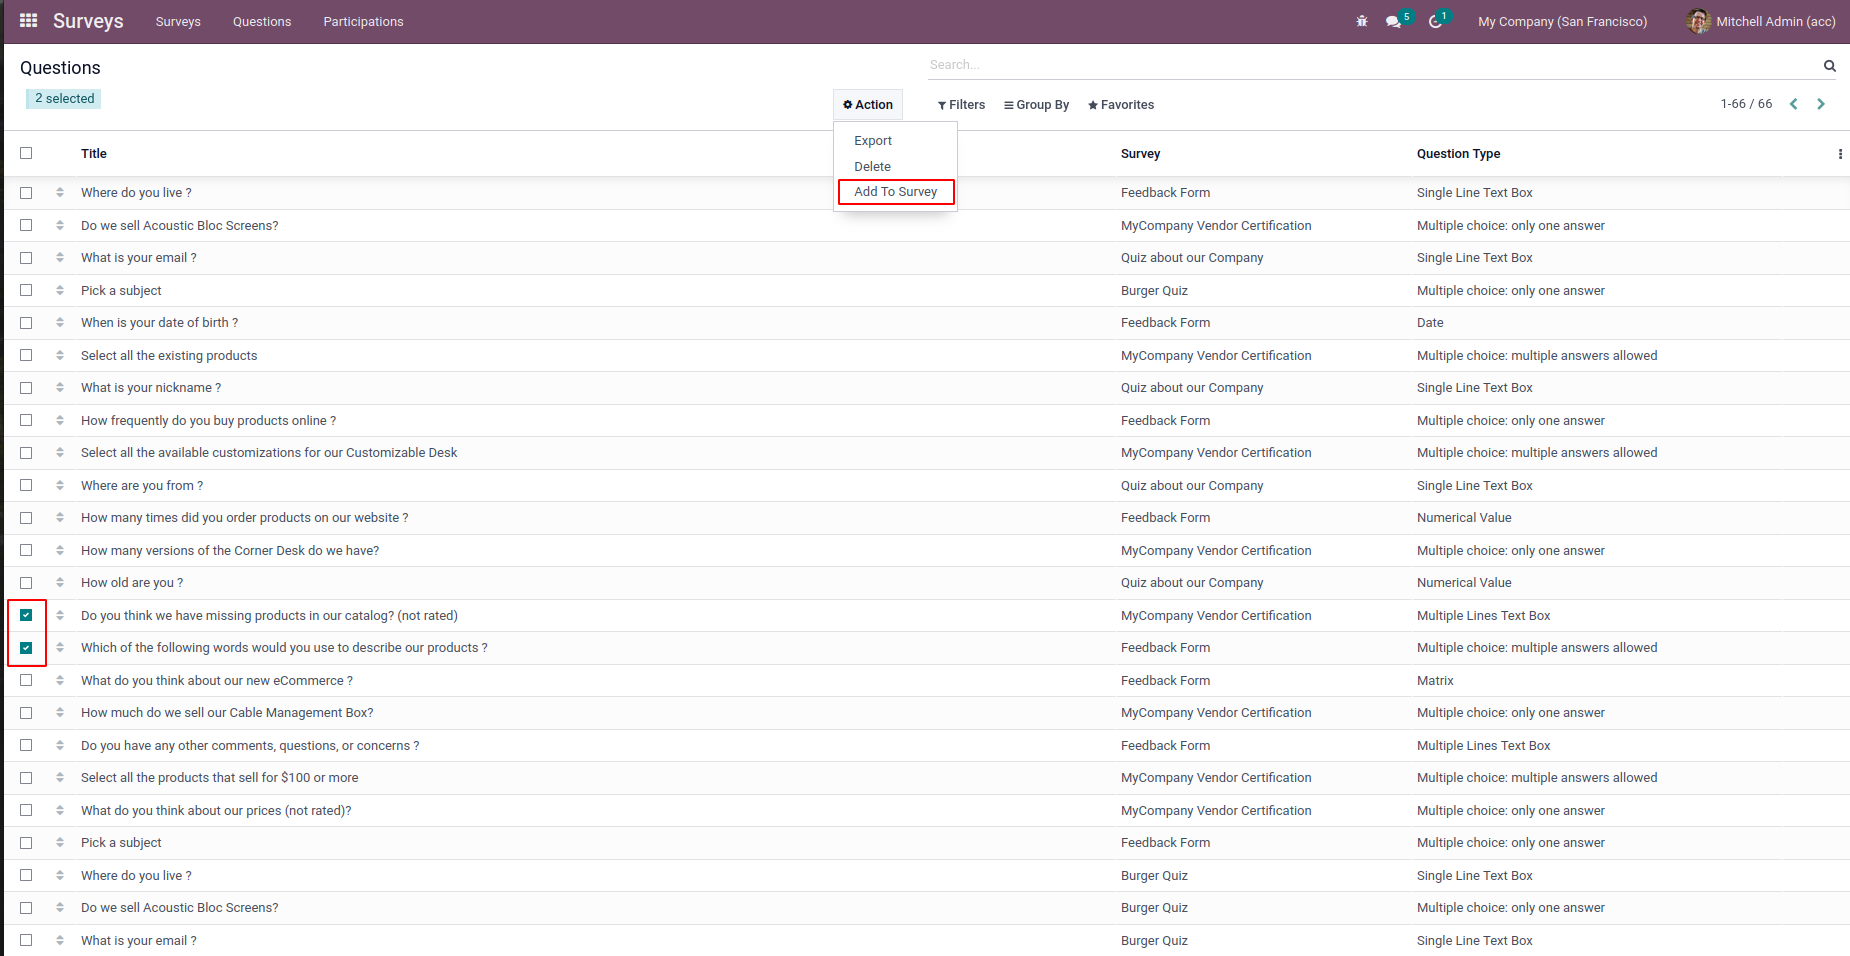 Surveys Surveys Questions Participations 5 1 My Company (San Francisco) Mitchell Admin (acc)
Questions Search...
2 selected Action Filters Group By Favorites 1-66 / 66
Export
Delete
Add To Survey
Title Survey Question Type
Where do you live ? Feedback Form Single Line Text Box
Do we sell Acoustic Bloc Screens? MyCompany Vendor Certification Multiple choice: only one answer
What is your email ? Quiz about our Company Single Line Text Box
Pick a subject Burger Quiz Multiple choice: only one answer
When is your date of birth ? Feedback Form Date
Select all the existing products MyCompany Vendor Certification Multiple choice: multiple answers allowed
What is your nickname ? Quiz about our Company Single Line Text Box
How frequently do you buy products online ? Feedback Form Multiple choice: only one answer
Select all the available customizations for our Customizable Desk MyCompany Vendor Certification Multiple choice: multiple answers allowed
Where are you from ? Quiz about our Company Single Line Text Box
How many times did you order products on our website ? Feedback Form Numerical Value
How many versions of the Corner Desk do we have? MyCompany Vendor Certification Multiple choice: only one answer
How old are you ? Quiz about our Company Numerical Value
Do you think we have missing products in our catalog? (not rated) MyCompany Vendor Certification Multiple Lines Text Box
Which of the following words would you use to describe our products ? Feedback Form Multiple choice: multiple answers allowed
What do you think about our new eCommerce ? Feedback Form Matrix
How much do we sell our Cable Management Box? MyCompany Vendor Certification Multiple choice: only one answer
Do you have any other comments, questions, or concerns ? Feedback Form Multiple Lines Text Box
Select all the products that sell for $100 or more MyCompany Vendor Certification Multiple choice: multiple answers allowed
What do you think about our prices (not rated)? MyCompany Vendor Certification Multiple choice: only one answer
Pick a subject Feedback Form Multiple choice: only one answer
Where do you live ? Burger Quiz Single Line Text Box
Do we sell Acoustic Bloc Screens? Burger Quiz Multiple choice: only one answer
What is your email ? Burger Quiz Single Line Text Box